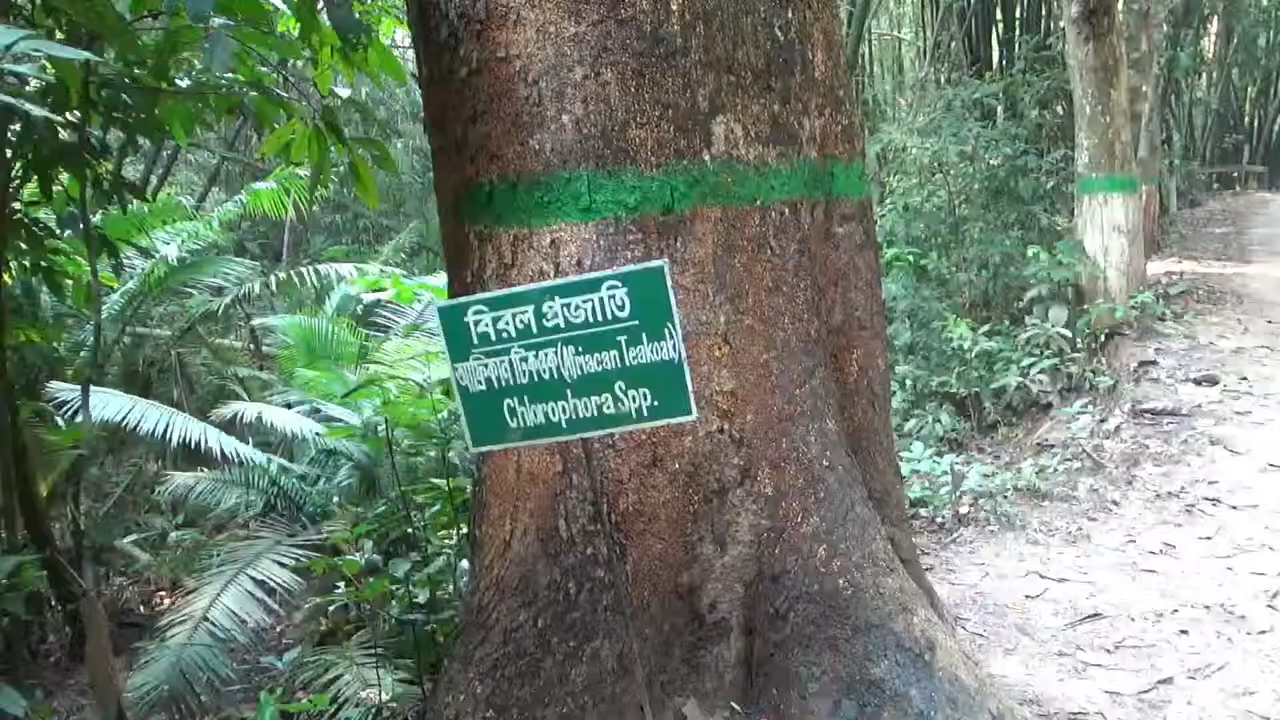 বিরল প্রজাতি
আফ্রিকান টিকওক (Afriacan Teakoak)
Chlorophora Spp.